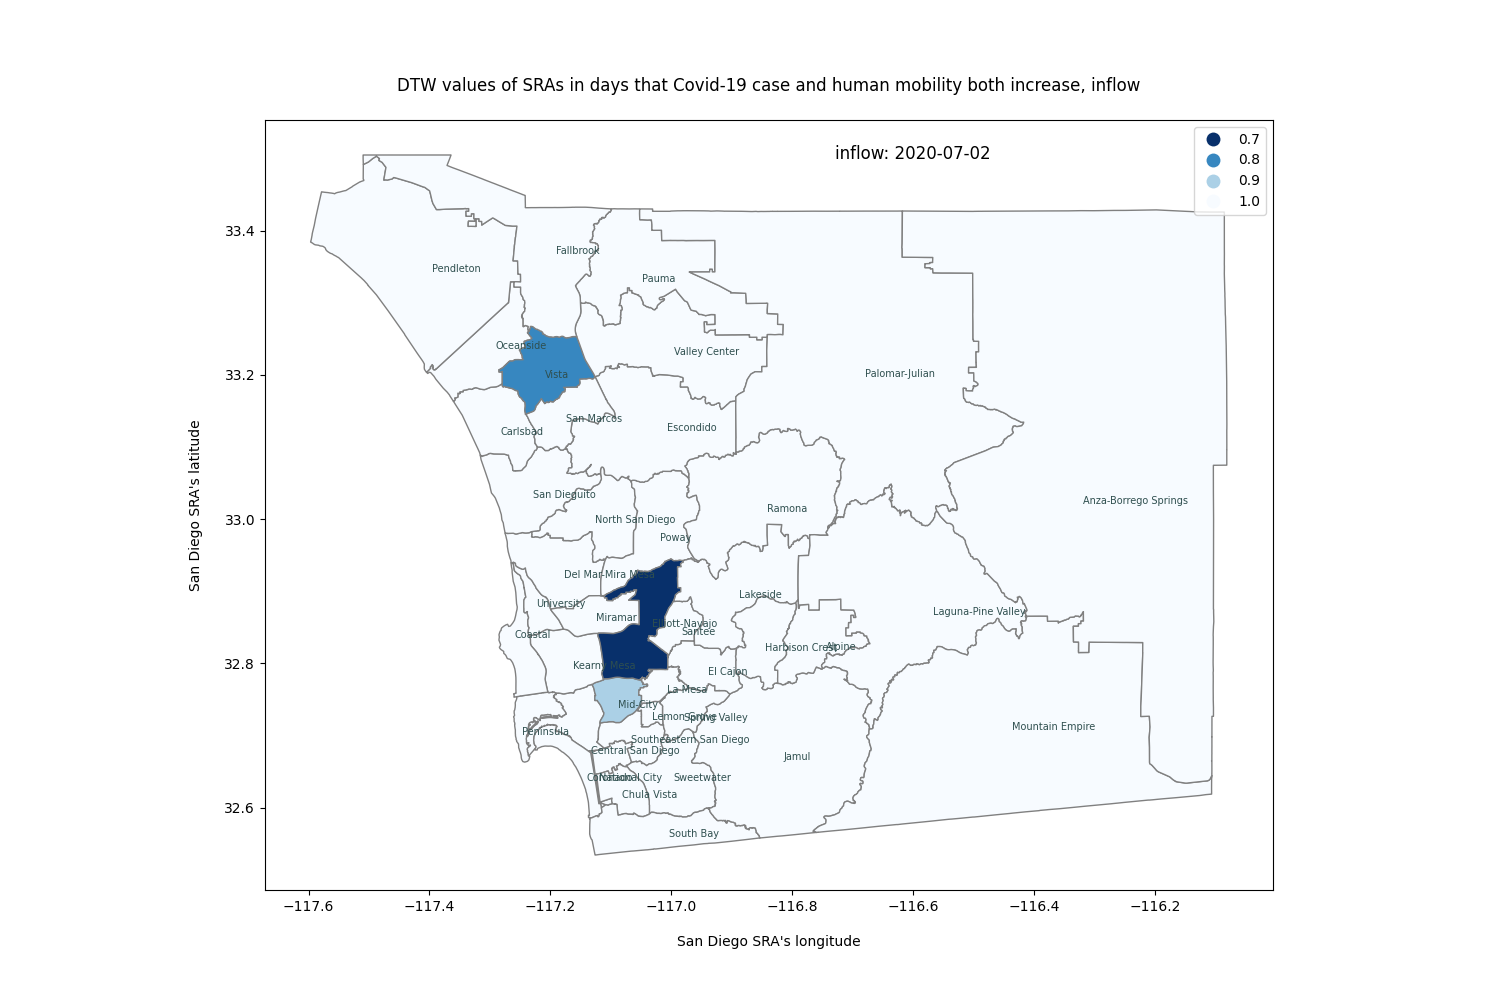 DTW values of SRAs in days that Covid-19 case and human mobility both increase, inflow
inflow: 2020-07-02
0.7
0.8
0.9
1.0
San Diego SRA's latitude
33.4
33.2
33.0
32.8
32.6
Fallbrook
Pendleton
Pauma
Oceanside
Valley Center
Vista
Palomar-Julian
San Marcos
Carlsbad
Escondido
San Dieguito
Anza-Borrego Springs
Ramona
North San Diego
Poway
Del Mar-Mira Mesa
Lakeside
University
Laguna-Pine Valley
Miramar
Elliott-Navajo
Santee
Coastal
Harbison Crest
Alpine
Kearny Mesa
El Cajon
La Mesa
Mid-City
Lemon Grove
Spring Valley
Mountain Empire
Peninsula
Southeastern San Diego
Central San Diego
Jamul
Coronado
National City
Sweetwater
Chula Vista
South Bay
−117.6
−117.4
−117.2
−117.0
−116.8
−116.6
−116.4
−116.2
San Diego SRA's longitude